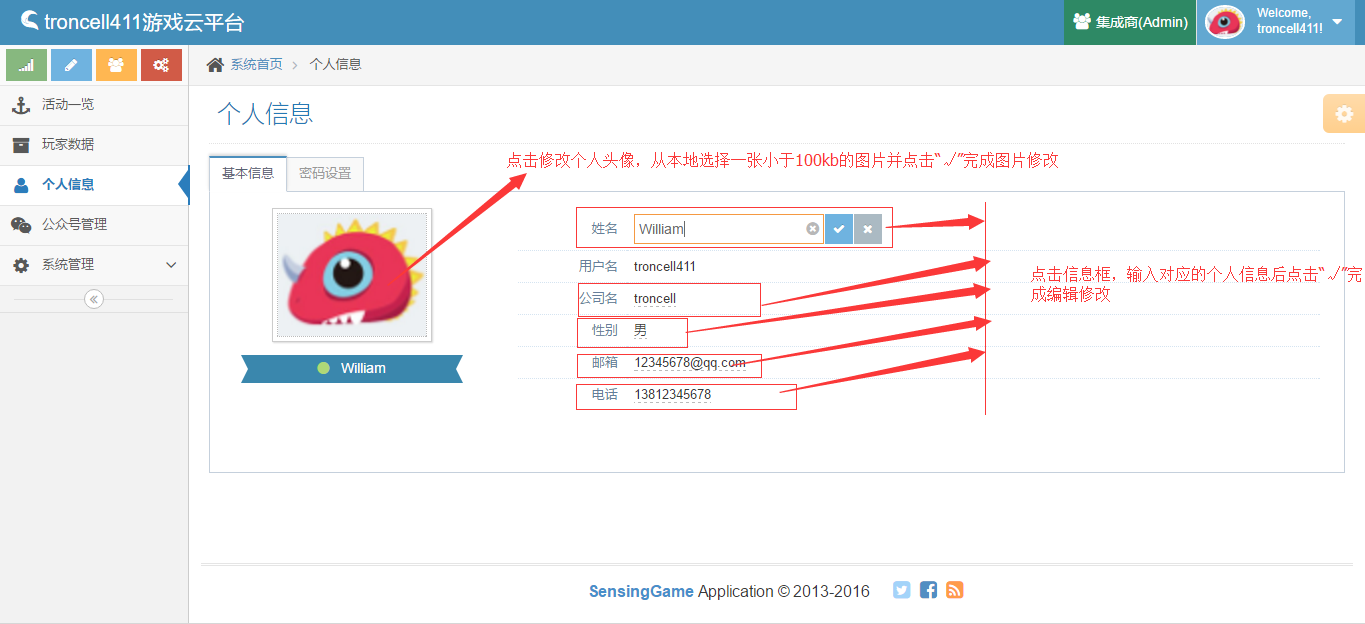 troncell411游戏云平台
集成商(Admin)
Welcome,
troncell411!
系统首页 > 个人信息
活动一览
玩家数据
个人信息
公众号管理
系统管理
个人信息
点击修改个人头像，从本地选择一张小于100kb的图片并点击“√”完成图片修改
基本信息 密码设置
姓名 William
用户名 troncell411
公司名 troncell
性别 男
邮箱 12345678@qq.com
电话 13812345678
点击信息框，输入对应的个人信息后点击“√”完
成编辑修改
William
SensingGame Application © 2013-2016